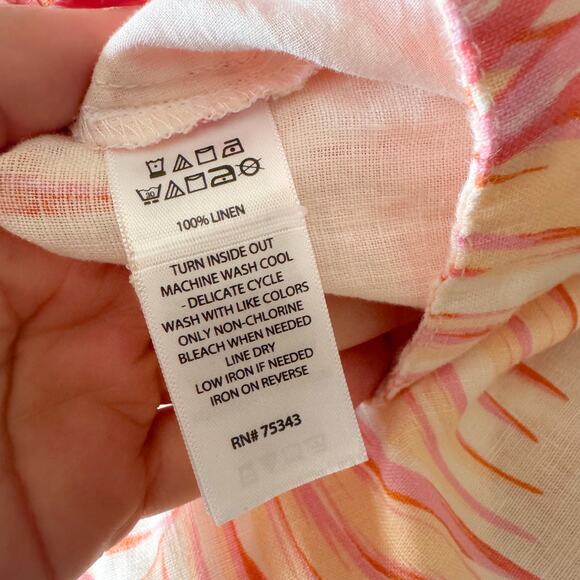 100% LINEN
TURN INSIDE OUT
MACHINE WASH COOL
- DELICATE CYCLE
WASH WITH LIKE COLORS
ONLY NON-CHLORINE
BLEACH WHEN NEEDED
LINE DRY
LOW IRON IF NEEDED
IRON ON REVERSE
RN# 75343